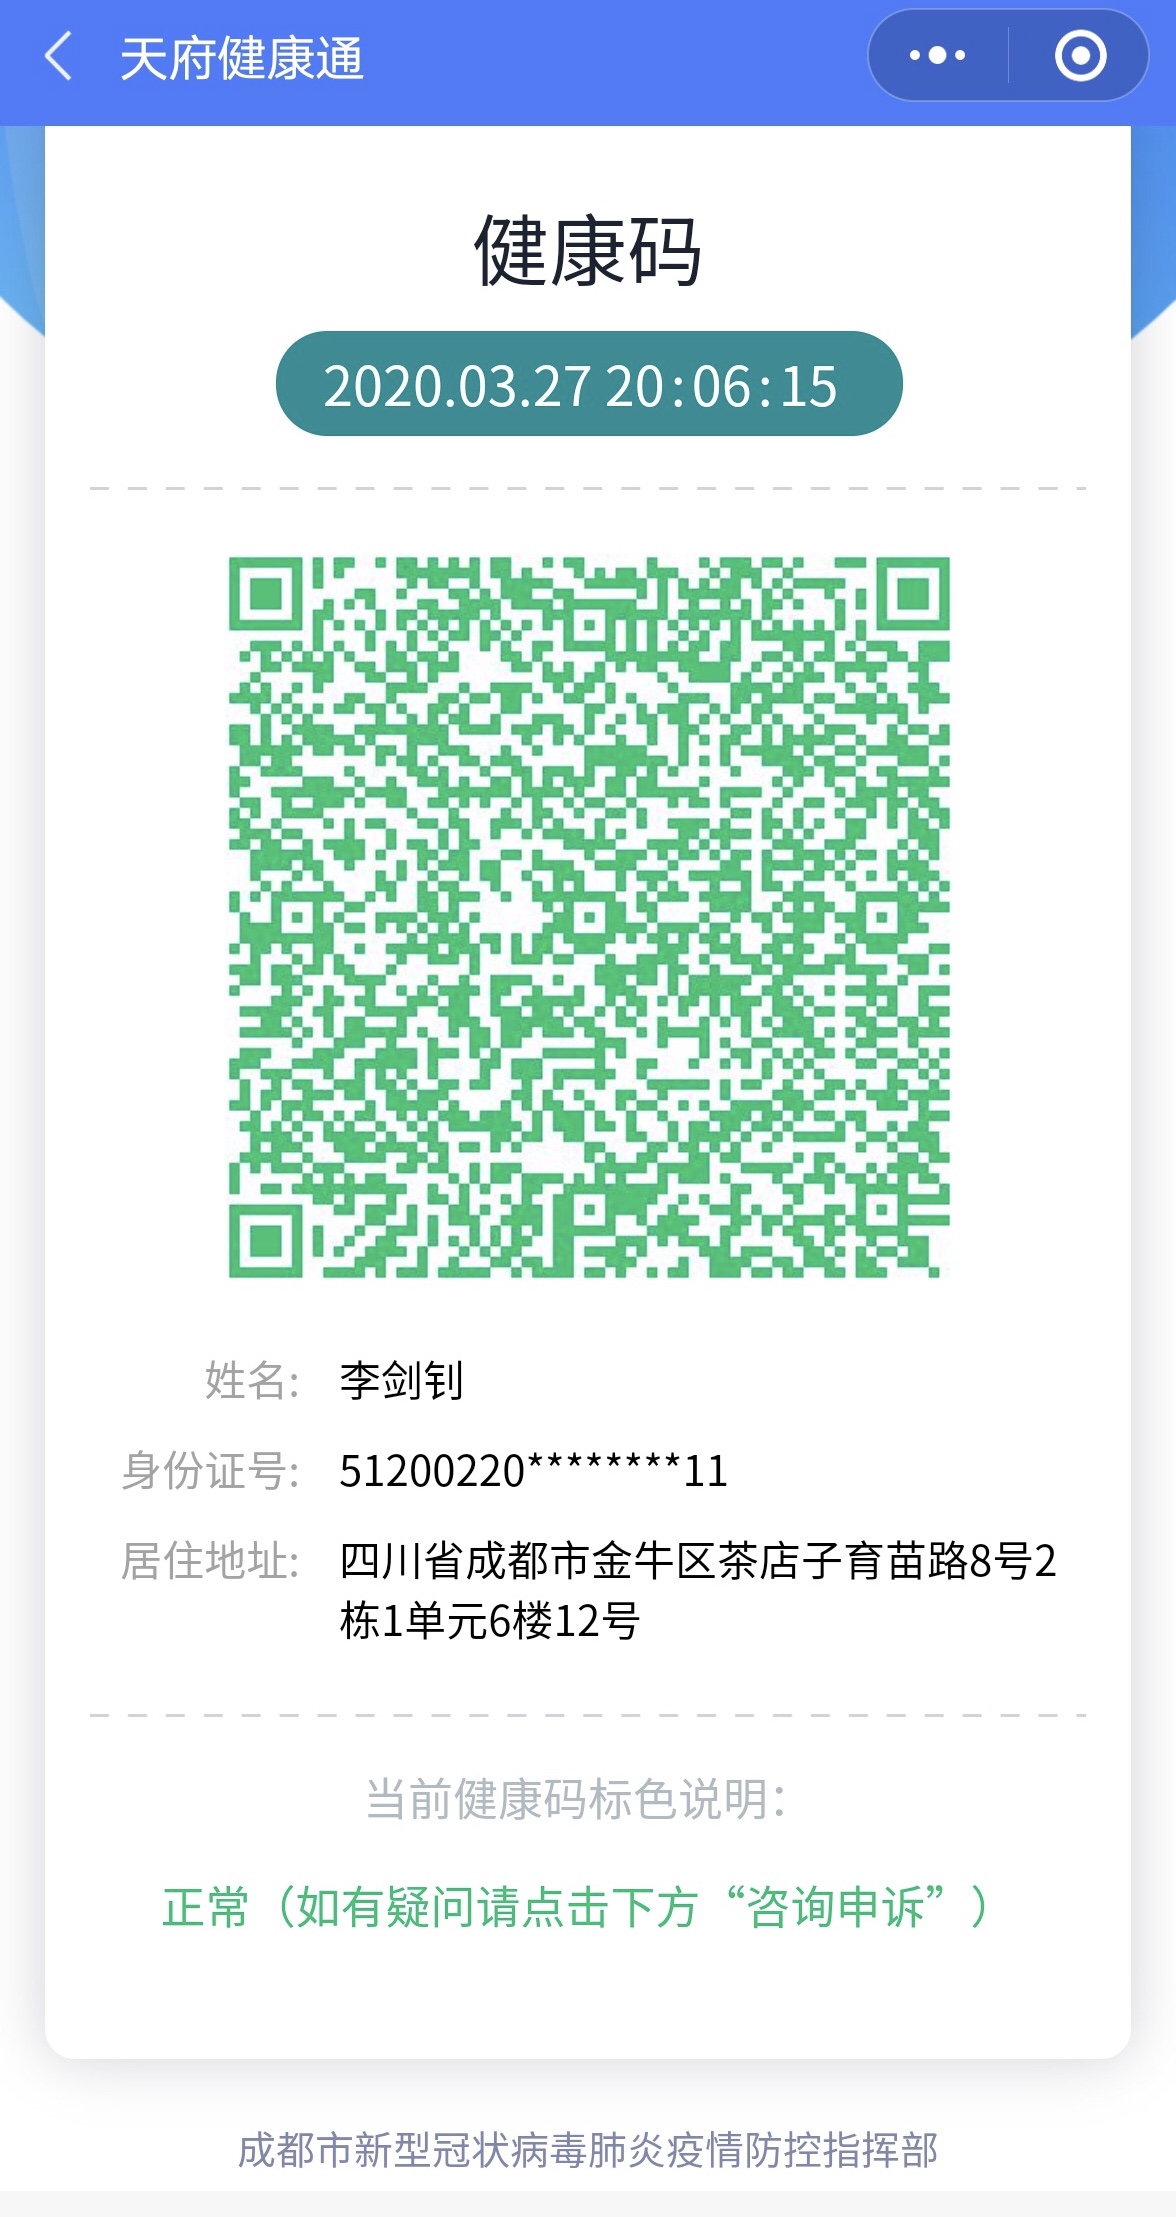 天府健康通
健康码
2020.03.27 20:06:15
姓名: 李剑钊
身份证号: 51200220********11
居住地址: 四川省成都市金牛区茶店子育苗路8号2
栋1单元6楼12号
当前健康码标色说明:
正常（如有疑问请点击下方“咨询申诉”）
成都市新型冠状病毒肺炎疫情防控指挥部